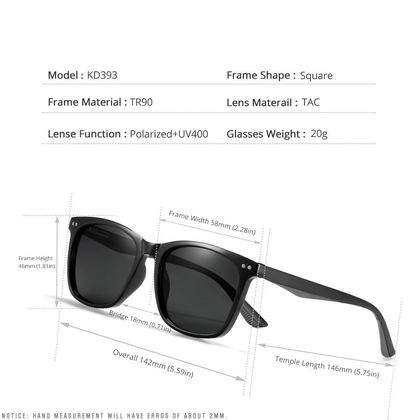 Model : KD393 Frame Shape : Square
Frame Material : TR90 Lens Materail : TAC
Lense Function : Polarized+UV400 Glasses Weight : 20g
Frame Width 58mm (2.28in)
Frame Height
46mm (1.81in)
Bridge 18mm (0.71in)
Overall 142mm (5.59in)
Temple Length 146mm (5.75in)
NOTICE: HAND MEASUREMENT WILL HAVE ERROS OF ABOUT 2MM.